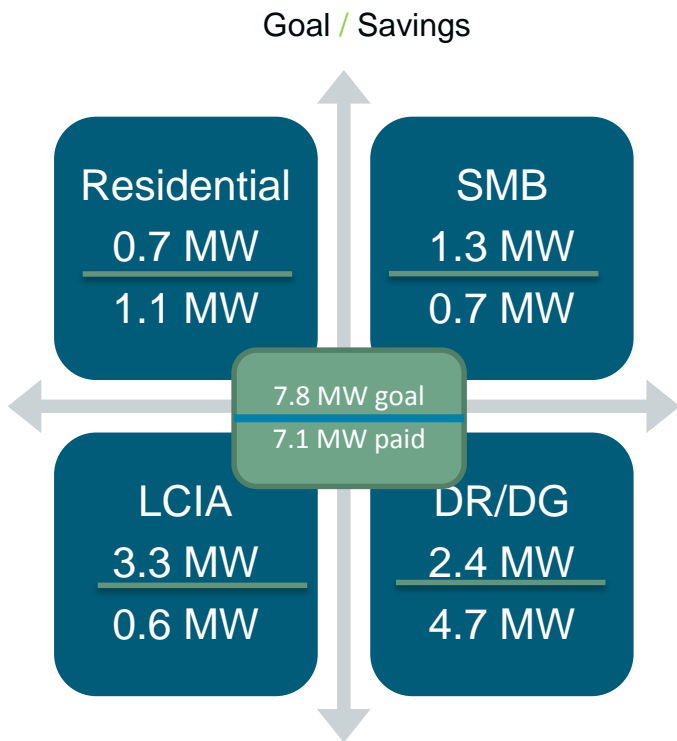 Goal / Savings
Residential
0.7 MW
1.1 MW
SMB
1.3 MW
0.7 MW
7.8 MW goal
7.1 MW paid
LCIA
3.3 MW
0.6 MW
DR/DG
2.4 MW
4.7 MW